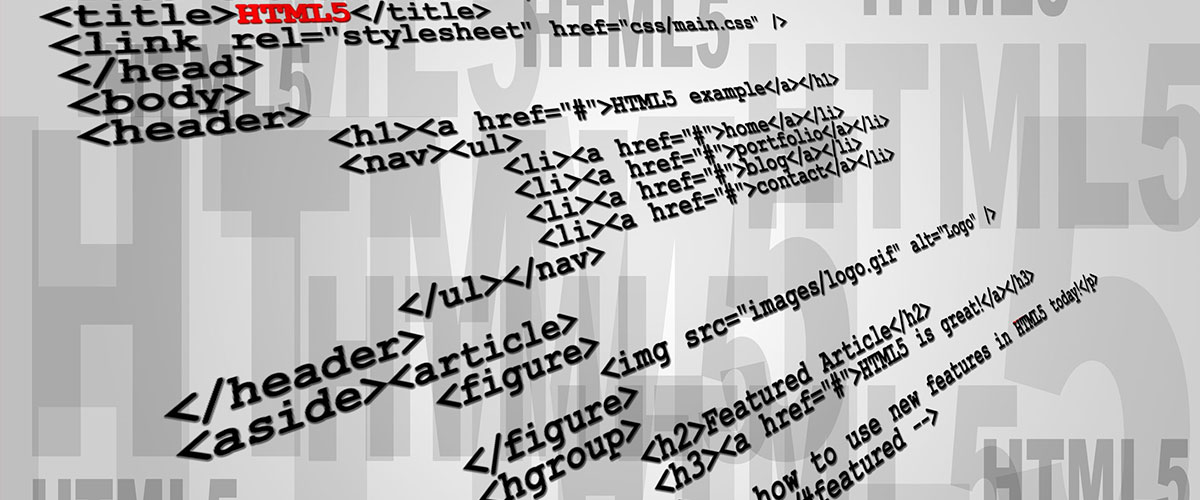 <title>HTML5</title>
<link rel="stylesheet" href="css/main.css" />
</head>
<body>
<header>
<h1><a href="#">HTML5 example</a></h1>
<nav><ul>
<li><a href="#">home</a></li>
<li><a href="#">portfolio</a></li>
<li><a href="#">blog</a></li>
<li><a href="#">contact</a></li>
</ul></nav>
</header>
<aside><article>
<figure>
<img src="images/logo.gif" alt="Logo" />
</figure>
<hgroup>
<h2>Featured Article</h2>
<h3><a href="#">HTML5 is great!</a></h3>
how to use new features in HTML5 today!</p>
/#featured -->
HTML5
HTML5
HTML5
HTML5
HTML5
HTML5